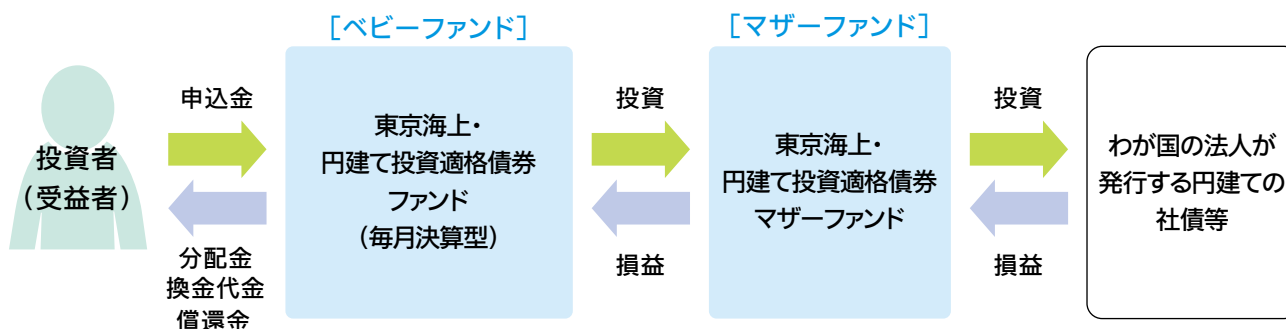 ［ベビーファンド］
［マザーファンド］
投資者
（受益者）
申込金
分配金
換金代金
償還金
東京海上・
円建て投資適格債券
ファンド
（毎月決算型）
投資
損益
東京海上・
円建て投資適格債券
マザーファンド
投資
損益
わが国の法人が
発行する円建ての
社債等